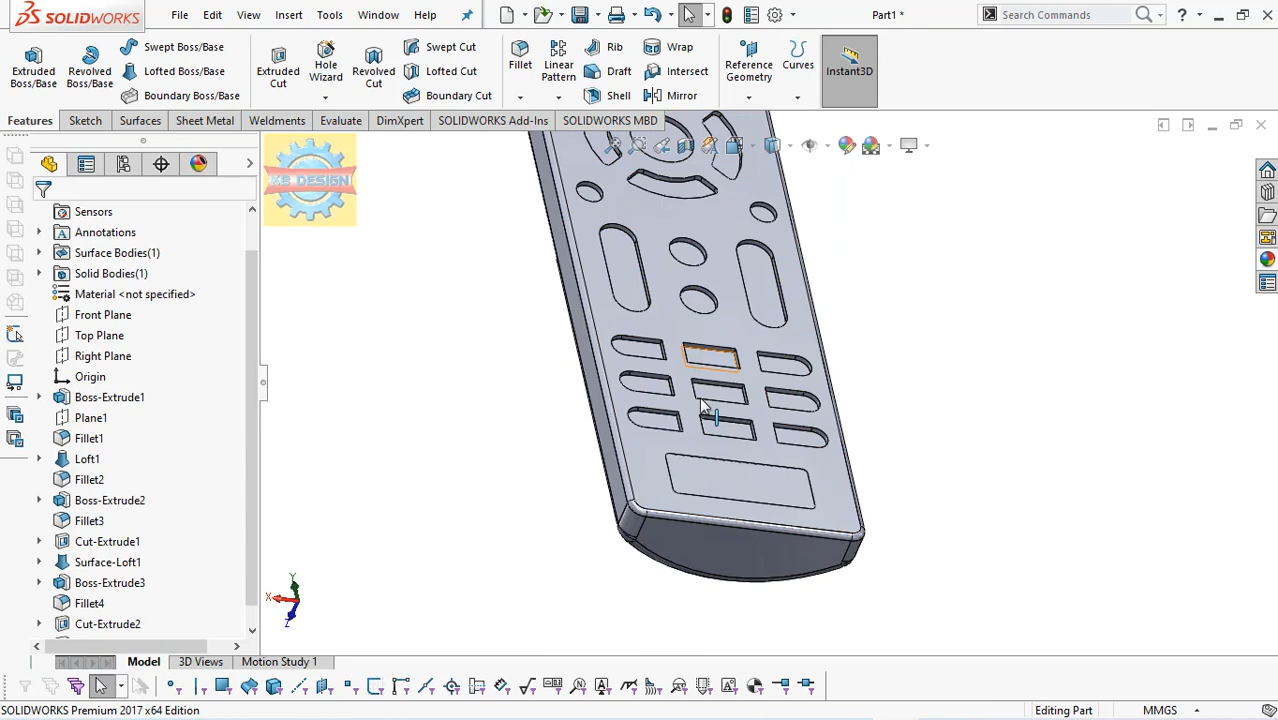 SOLIDWORKS File Edit View Insert Tools Window Help Part1 * Search Commands ?
Extruded Boss/Base
Revolved Boss/Base
Swept Boss/Base
Lofted Boss/Base
Boundary Boss/Base
Extruded Cut
Hole Wizard
Revolved Cut
Swept Cut
Lofted Cut
Boundary Cut
Fillet
Linear Pattern
Rib
Draft
Shell
Wrap
Intersect
Mirror
Reference Geometry
Curves
Instant3D
Features Sketch Surfaces Sheet Metal Weldments Evaluate DimXpert SOLIDWORKS Add-Ins SOLIDWORKS MBD
KB DESIGN
Sensors
Annotations
Surface Bodies(1)
Solid Bodies(1)
Material <not specified>
Front Plane
Top Plane
Right Plane
Origin
Boss-Extrude1
Plane1
Fillet1
Loft1
Fillet2
Boss-Extrude2
Fillet3
Cut-Extrude1
Surface-Loft1
Boss-Extrude3
Fillet4
Cut-Extrude2
Y
X
Z
Model 3D Views Motion Study 1
SOLIDWORKS Premium 2017 x64 Edition Editing Part MMGS